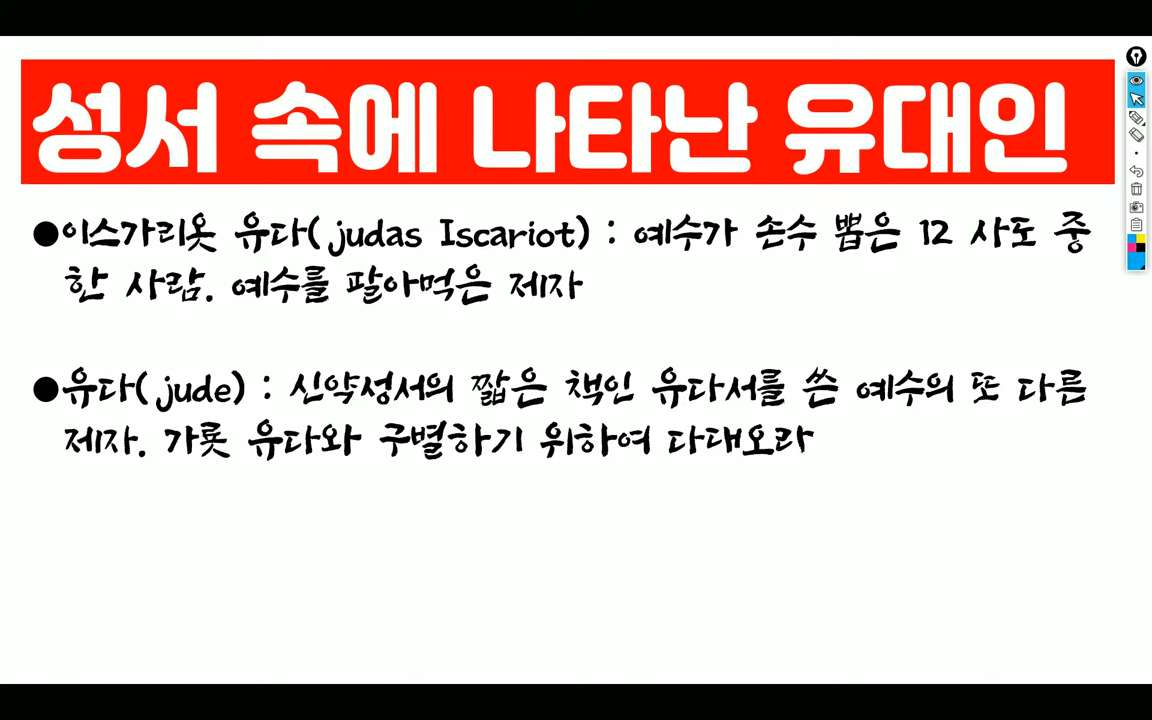 성서 속에 나타난 유대인
●이스가리옷 유다(judas Iscariot) : 예수가 손수 뽑은 12 사도 중
한 사람. 예수를 팔아먹은 제자
●유다(jude) : 신약성서의 짧은 책인 유다서를 쓴 예수의 또 다른
제자. 가롯 유다와 구별하기 위하여 다대오라